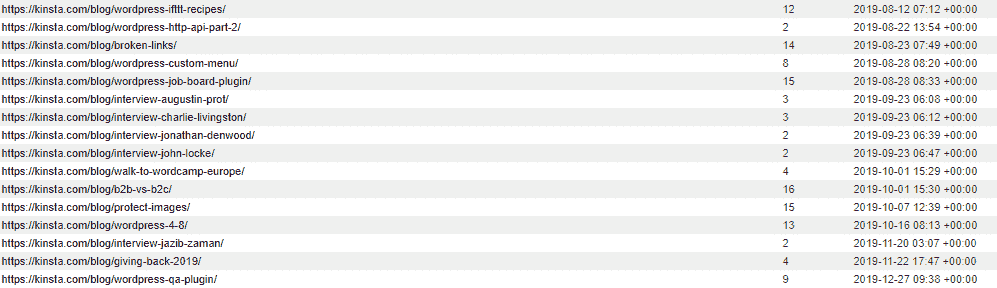 https://kinsta.com/blog/wordpress-ifttt-recipes/ 12 2019-08-12 07:12 +00:00
https://kinsta.com/blog/wordpress-http-api-part-2/ 2 2019-08-22 13:54 +00:00
https://kinsta.com/blog/broken-links/ 14 2019-08-23 07:49 +00:00
https://kinsta.com/blog/wordpress-custom-menu/ 8 2019-08-28 08:20 +00:00
https://kinsta.com/blog/wordpress-job-board-plugin/ 15 2019-08-28 08:33 +00:00
https://kinsta.com/blog/interview-augustin-prot/ 3 2019-09-23 06:08 +00:00
https://kinsta.com/blog/interview-charlie-livingston/ 3 2019-09-23 06:12 +00:00
https://kinsta.com/blog/interview-jonathan-denwood/ 2 2019-09-23 06:39 +00:00
https://kinsta.com/blog/interview-john-locke/ 2 2019-09-23 06:47 +00:00
https://kinsta.com/blog/walk-to-wordcamp-europe/ 4 2019-10-01 15:29 +00:00
https://kinsta.com/blog/b2b-vs-b2c/ 16 2019-10-01 15:30 +00:00
https://kinsta.com/blog/protect-images/ 15 2019-10-07 12:39 +00:00
https://kinsta.com/blog/wordpress-4-8/ 13 2019-10-16 08:13 +00:00
https://kinsta.com/blog/interview-jazib-zaman/ 2 2019-11-20 03:07 +00:00
https://kinsta.com/blog/giving-back-2019/ 4 2019-11-22 17:47 +00:00
https://kinsta.com/blog/wordpress-qa-plugin/ 9 2019-12-27 09:38 +00:00